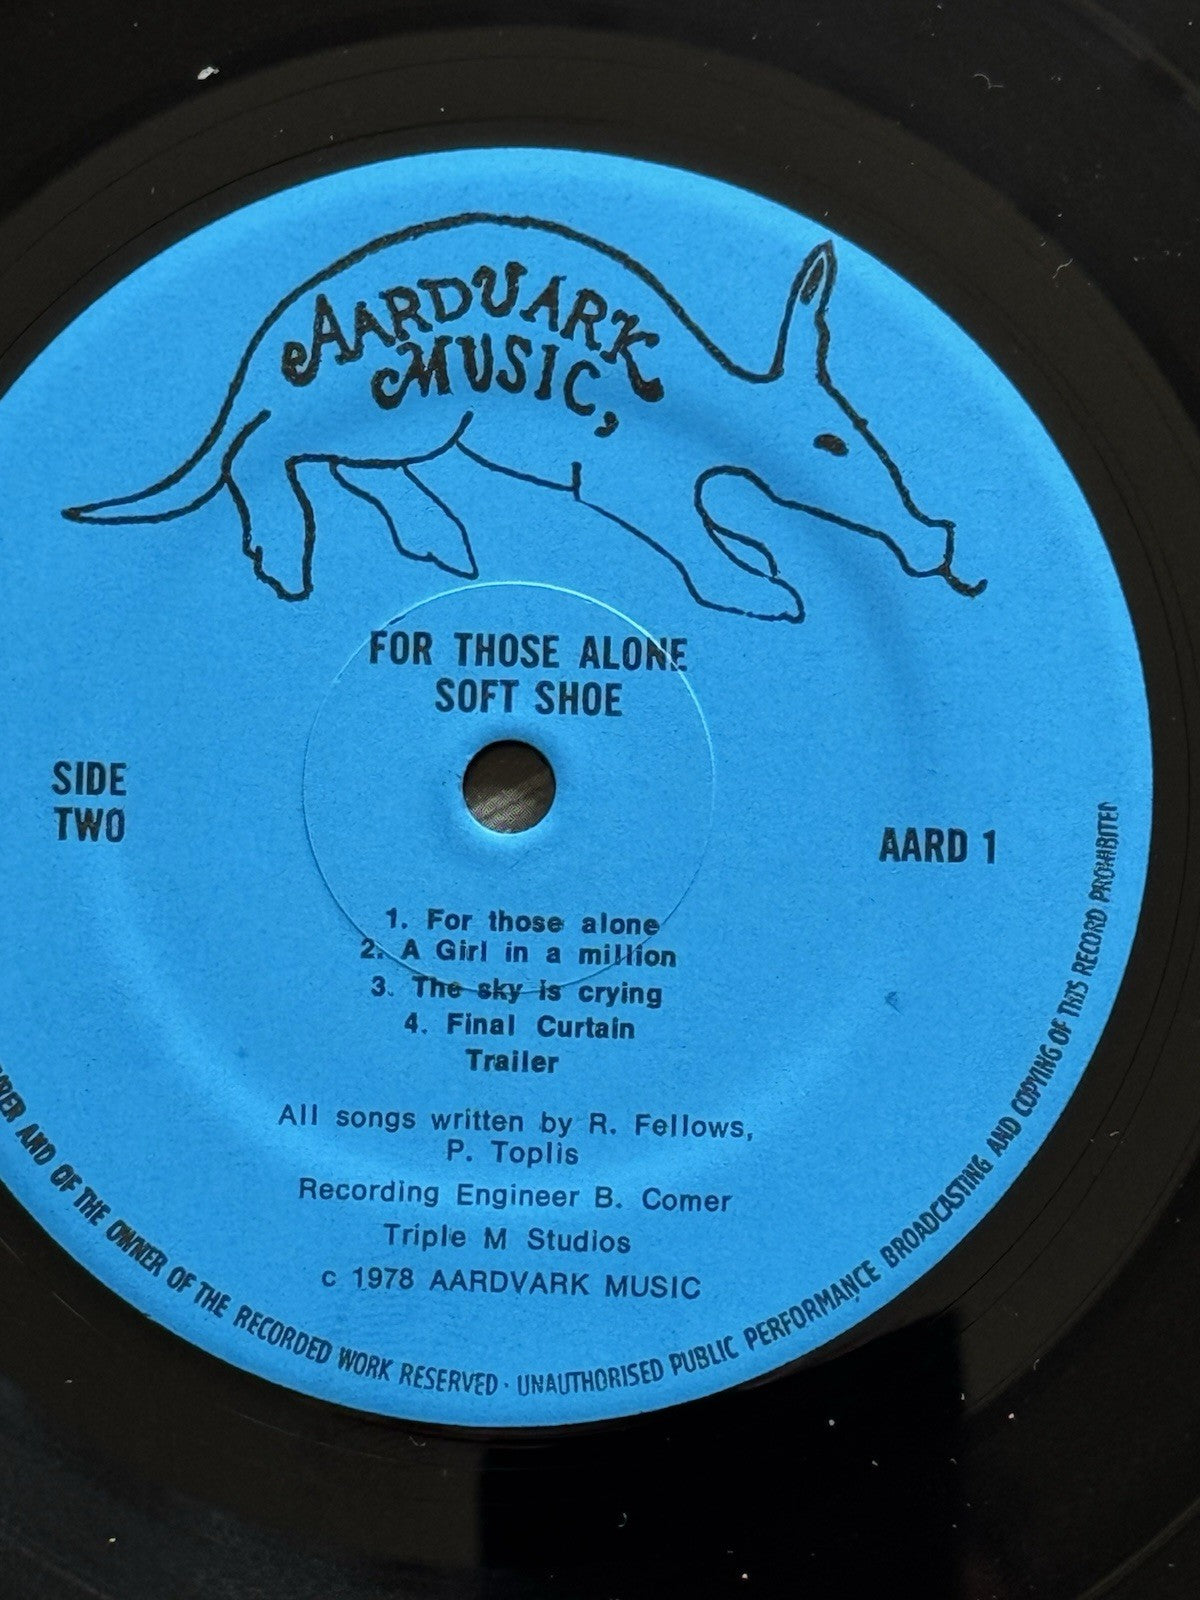 AARDVARK
MUSIC,
FOR THOSE ALONE
SOFT SHOE
SIDE
TWO
AARD 1
1. For those alone
2. A Girl in a million
3. The sky is crying
4. Final Curtain
Trailer
All songs written by R. Fellows,
P. Toplis
Recording Engineer B. Comer
Triple M Studios
c 1978 AARDVARK MUSIC
AND OF THE OWNER OF THE RECORDED WORK RESERVED · UNAUTHORISED PUBLIC PERFORMANCE BROADCASTING AND COPYING OF THIS RECORD PROHIBITED